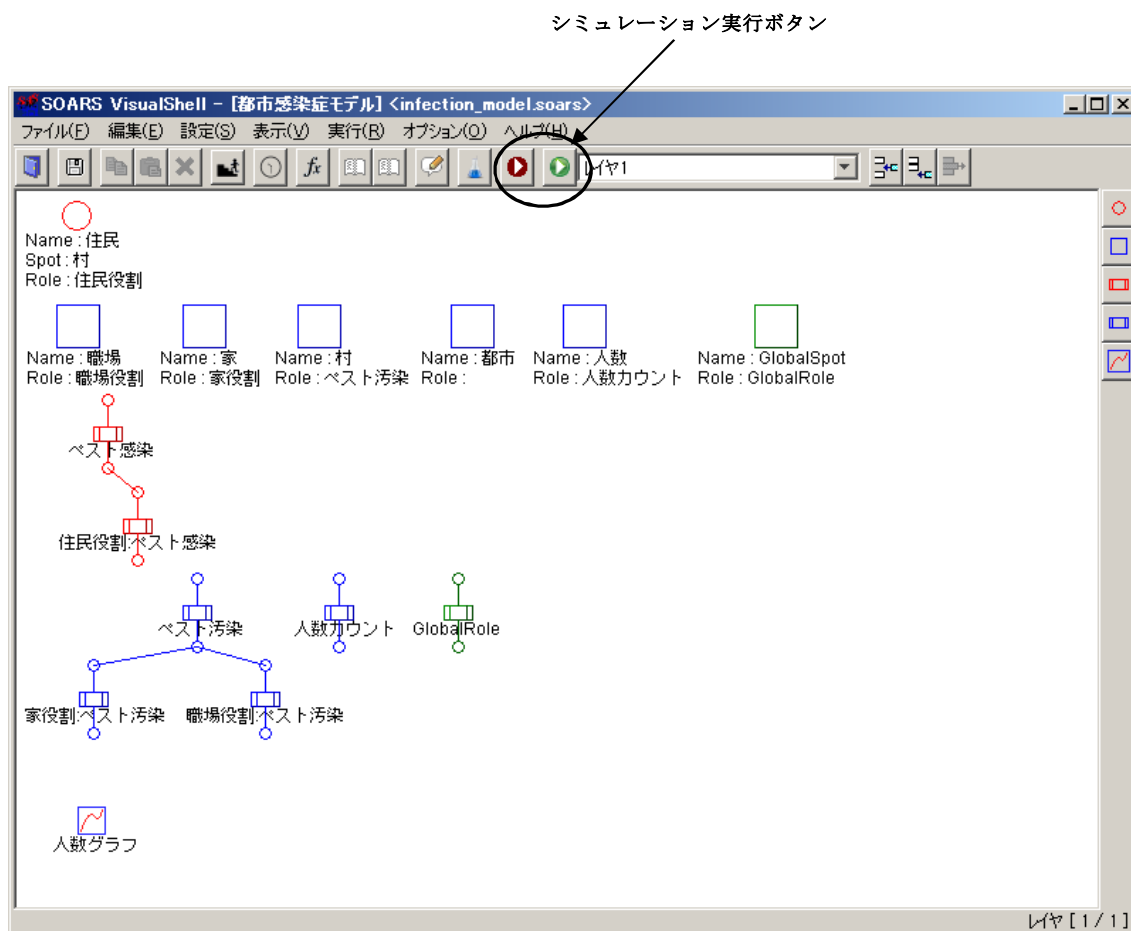 シミュレーション実行ボタン
SOARS VisualShell - [都市感染症モデル] <infection_model.soars>
ファイル(F) 編集(E) 設定(S) 表示(V) 実行(R) オプション(O) ヘルプ(H)
レイヤ1
Name : 住民
Spot : 村
Role : 住民役割
Name : 職場 Name : 家 Name : 村 Name : 都市 Name : 人数 Name : GlobalSpot
Role : 職場役割 Role : 家役割 Role : ペスト汚染 Role : Role : 人数カウント Role : GlobalRole
ペスト感染
住民役割:ペスト感染
ペスト汚染 人数カウント GlobalRole
家役割:ペスト汚染 職場役割:ペスト汚染
人数グラフ
レイヤ [ 1 / 1 ]